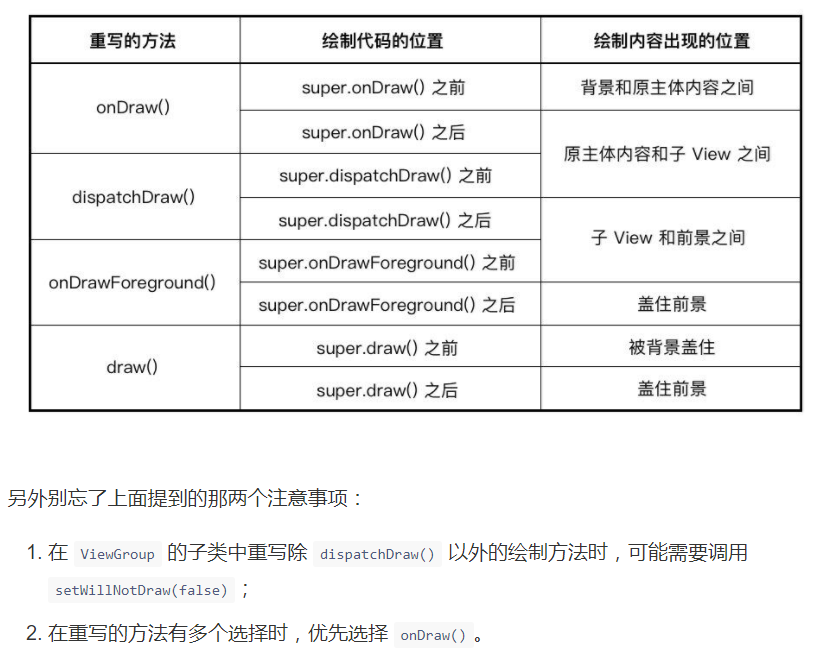 重写的方法 绘制代码的位置 绘制内容出现的位置
onDraw() super.onDraw() 之前 背景和原主体内容之间
super.onDraw() 之后 原主体内容和子 View 之间
dispatchDraw() super.dispatchDraw() 之前
super.dispatchDraw() 之后 子 View 和前景之间
onDrawForeground() super.onDrawForeground() 之前
super.onDrawForeground() 之后 盖住前景
draw() super.draw() 之前 被背景盖住
super.draw() 之后 盖住前景
另外别忘了上面提到的那两个注意事项：
1. 在 ViewGroup 的子类中重写除 dispatchDraw() 以外的绘制方法时，可能需要调用
setWillNotDraw(false) ；
2. 在重写的方法有多个选择时，优先选择 onDraw() 。